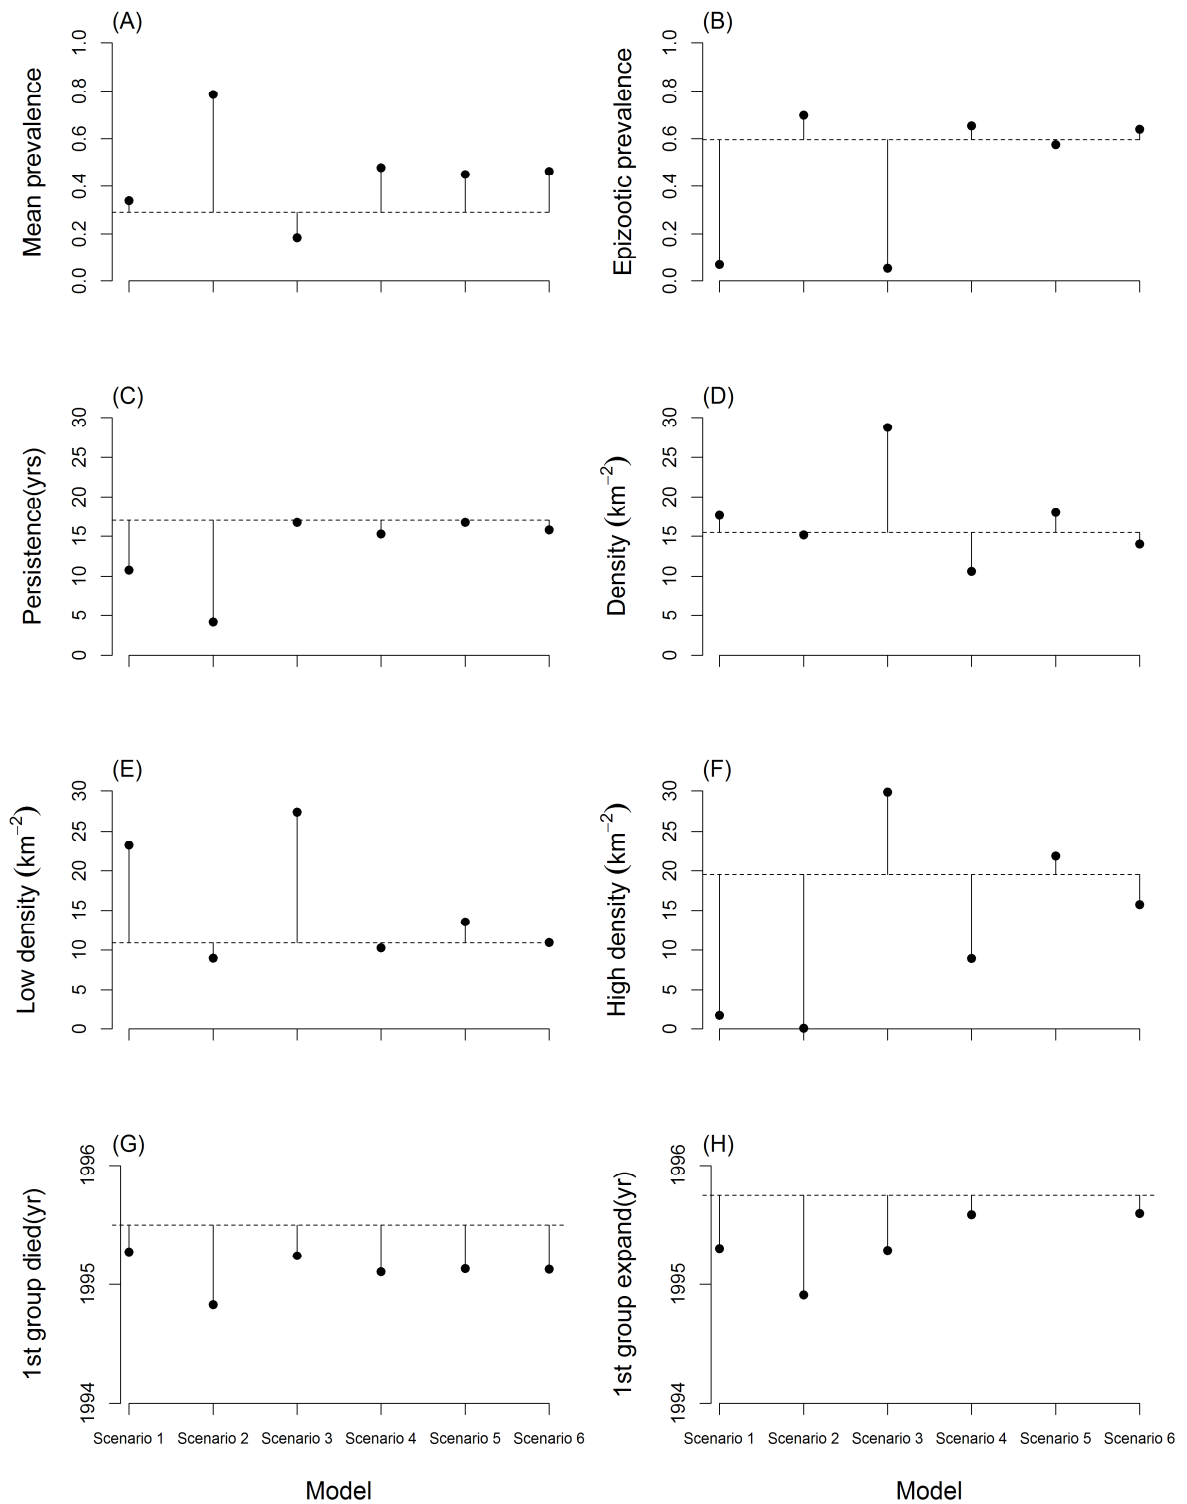 (A)
Mean prevalence
0.0 0.2 0.4 0.6 0.8 1.0
(B)
Epizootic prevalence
0.0 0.2 0.4 0.6 0.8 1.0
(C)
Persistence(yrs)
0 5 10 15 20 25 30
(D)
Density (km−2)
0 5 10 15 20 25 30
(E)
Low density (km−2)
0 5 10 15 20 25 30
(F)
High density (km−2)
0 5 10 15 20 25 30
(G)
1st group died(yr)
1994 1995 1996
Scenario 1 Scenario 2 Scenario 3 Scenario 4 Scenario 5 Scenario 6
Model
(H)
1st group expand(yr)
1994 1995 1996
Scenario 1 Scenario 2 Scenario 3 Scenario 4 Scenario 5 Scenario 6
Model